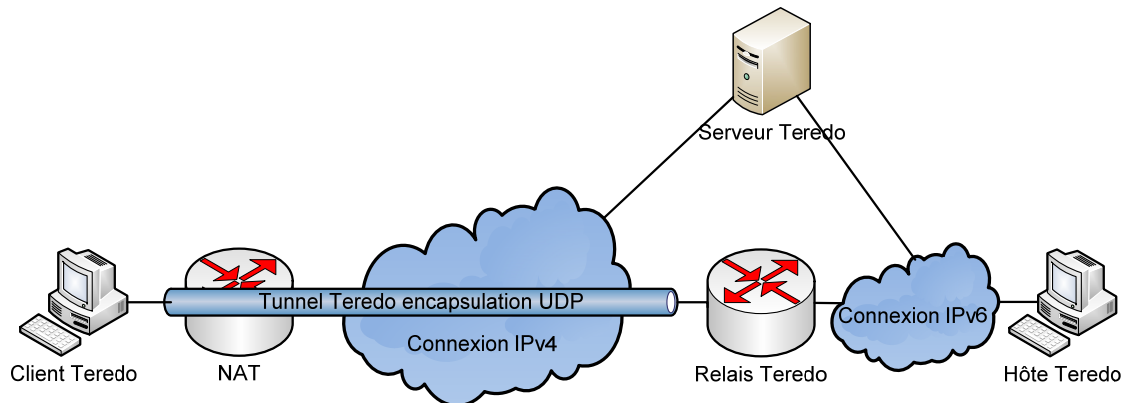 Serveur Teredo
Tunnel Teredo encapsulation UDP
Connexion IPv4
Connexion IPv6
Client Teredo
NAT
Relais Teredo
Hôte Teredo